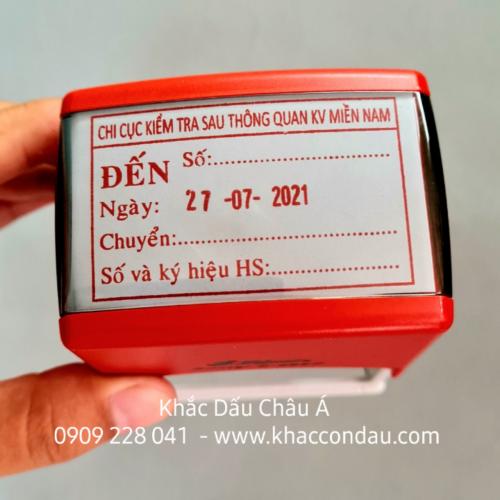 CHI CỤC KIỂM TRA SAU THÔNG QUAN KV MIỀN NAM
ĐẾN Số:..............................
Ngày: 27 -07- 2021
Chuyển:........................................
Số và ký hiệu HS:......................
Khắc Dấu Châu Á
0909 228 041 - www.khaccondau.com